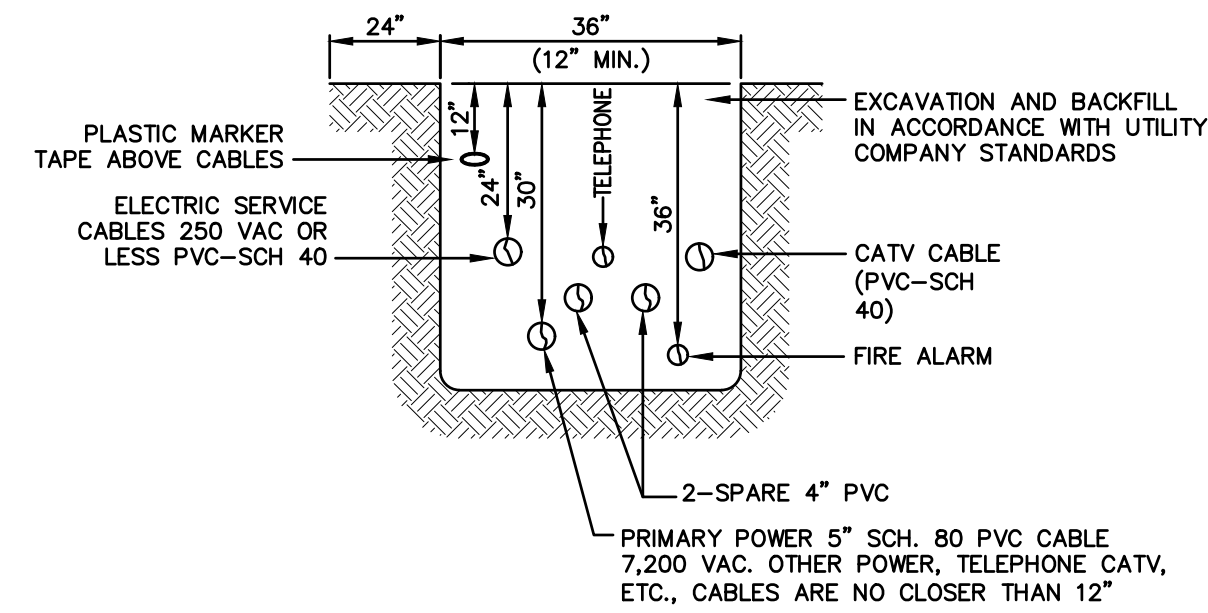 24"
36"
(12" MIN.)
12"
PLASTIC MARKER
TAPE ABOVE CABLES
24"
30"
TELEPHONE
36"
EXCAVATION AND BACKFILL
IN ACCORDANCE WITH UTILITY
COMPANY STANDARDS
ELECTRIC SERVICE
CABLES 250 VAC OR
LESS PVC-SCH 40
CATV CABLE
(PVC-SCH
40)
FIRE ALARM
2-SPARE 4" PVC
PRIMARY POWER 5" SCH. 80 PVC CABLE
7,200 VAC. OTHER POWER, TELEPHONE CATV,
ETC., CABLES ARE NO CLOSER THAN 12"